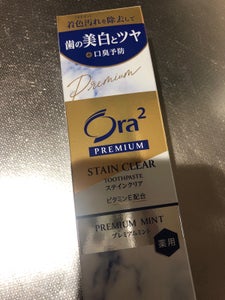 着色汚れを除去して
歯の美白とツヤ
口臭予防
Premium
Ora²
PREMIUM
STAIN CLEAR
TOOTHPASTE
ステインクリア
ビタミンE配合
PREMIUM MINT
プレミアムミント
薬用